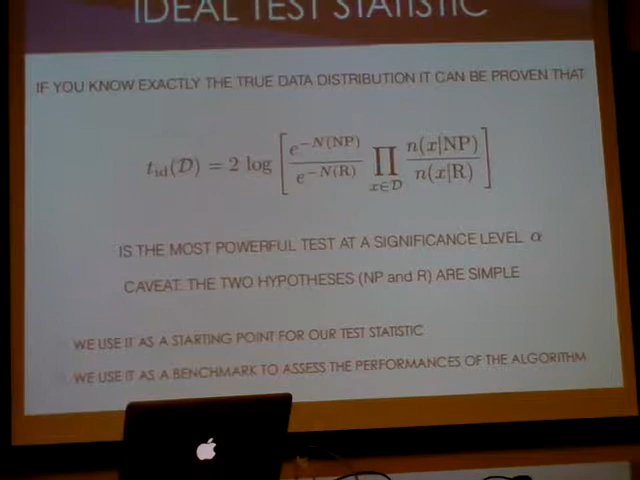 IDEAL TEST STATISTIC
IF YOU KNOW EXACTLY THE TRUE DATA DISTRIBUTION IT CAN BE PROVEN THAT
t_id(𝒟) = 2 log [ e^{-N(NP)} / e^{-N(R)} ∏_{x∈𝒟} n(x|NP) / n(x|R) ]
IS THE MOST POWERFUL TEST AT A SIGNIFICANCE LEVEL α
CAVEAT: THE TWO HYPOTHESES (NP and R) ARE SIMPLE
WE USE IT AS A STARTING POINT FOR OUR TEST STATISTIC
WE USE IT AS A BENCHMARK TO ASSESS THE PERFORMANCES OF THE ALGORITHM